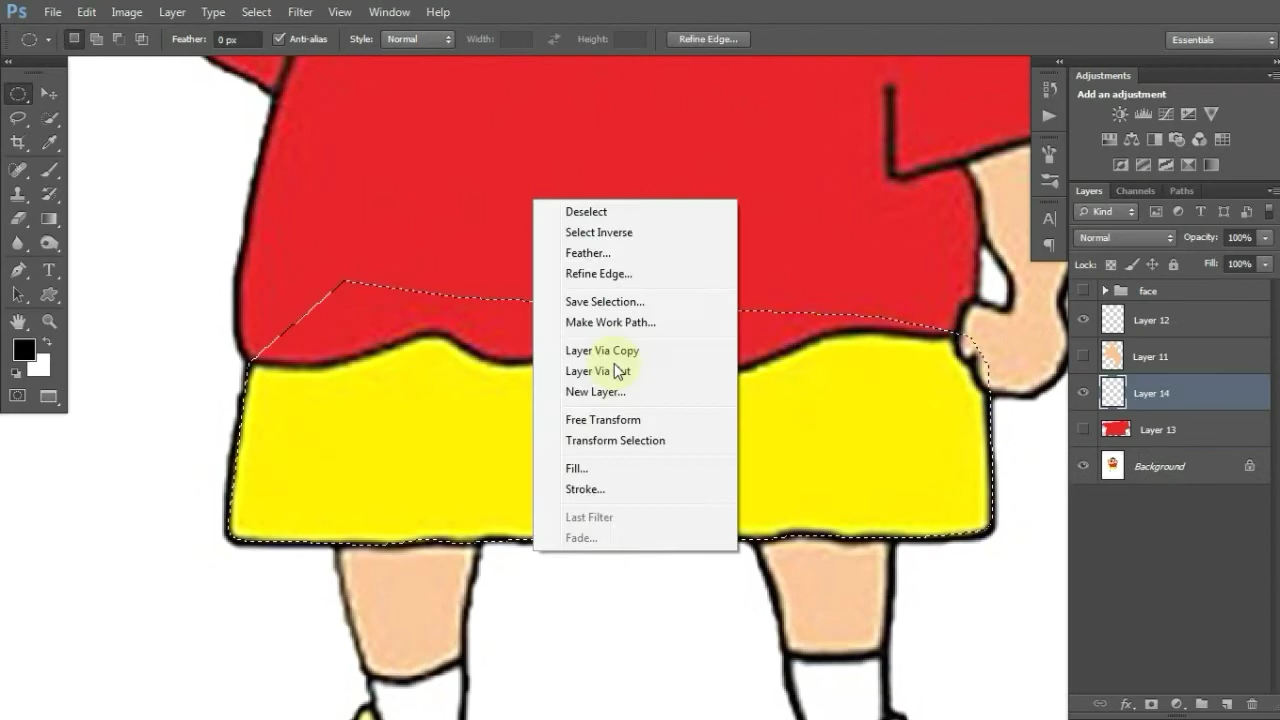 Ps File Edit Image Layer Type Select Filter View Window Help
Feather: 0 px Anti-alias Style: Normal Width: Height: Refine Edge... Essentials
Adjustments
Add an adjustment
Layers Channels Paths
Kind
Normal Opacity: 100%
Lock: Fill: 100%
face
Layer 12
Layer 11
Layer 14
Layer 13
Background
Deselect
Select Inverse
Feather...
Refine Edge...
Save Selection...
Make Work Path...
Layer Via Copy
Layer Via Cut
New Layer...
Free Transform
Transform Selection
Fill...
Stroke...
Last Filter
Fade...